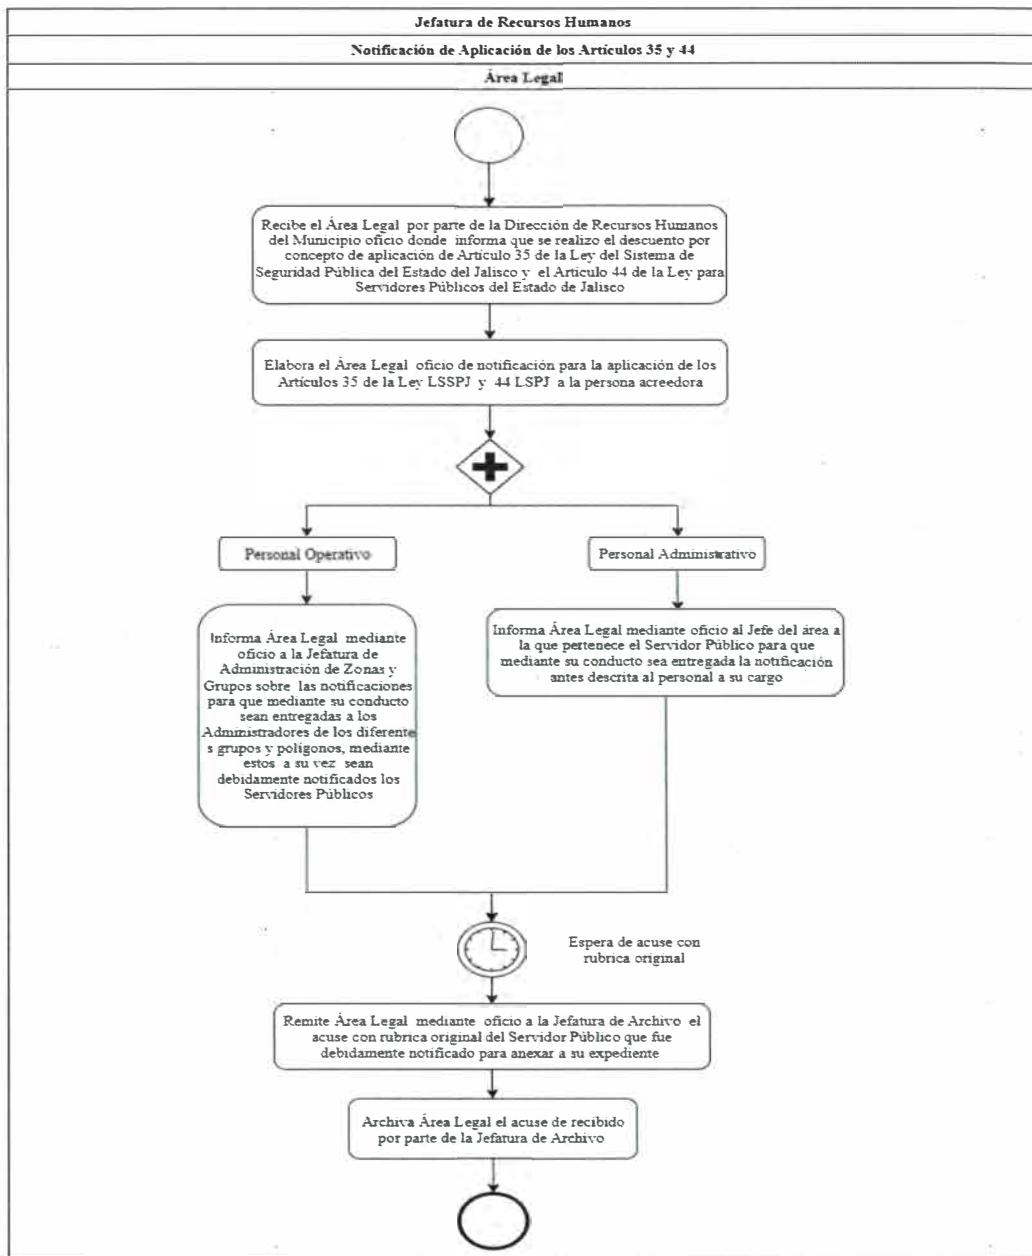 Jefatura de Recursos Humanos
Notificación de Aplicación de los Artículos 35 y 44
Área Legal
Recibe el Área Legal por parte de la Dirección de Recursos Humanos
del Municipio oficio donde informa que se realizo el descuento por
concepto de aplicación de Artículo 35 de la Ley del Sistema de
Seguridad Pública del Estado del Jalisco y el Artículo 44 de la Ley para
Servidores Públicos del Estado de Jalisco
Elabora el Área Legal oficio de notificación para la aplicación de los
Artículos 35 de la Ley LSSPJ y 44 LSPJ a la persona acreedora
Personal Operativo
Personal Administrativo
Informa Área Legal mediante
oficio a la Jefatura de
Administración de Zonas y
Grupos sobre las notificaciones
para que mediante su conducto
sean entregadas a los
Administradores de los diferente
s grupos y polígonos, mediante
estos a su vez sean
debidamente notificados los
Servidores Públicos
Informa Área Legal mediante oficio al Jefe del área a
la que pertenece el Servidor Público para que
mediante su conducto sea entregada la notificación
antes descrita al personal a su cargo
Espera de acuse con
rubrica original
Remite Área Legal mediante oficio a la Jefatura de Archivo el
acuse con rubrica original del Servidor Público que fue
debidamente notificado para anexar a su expediente
Archiva Área Legal el acuse de recibido
por parte de la Jefatura de Archivo